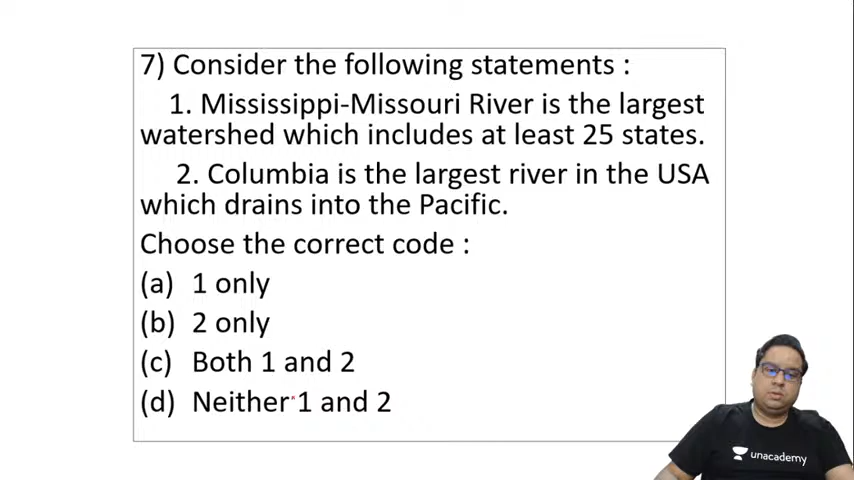 7) Consider the following statements :
1. Mississippi-Missouri River is the largest
watershed which includes at least 25 states.
2. Columbia is the largest river in the USA
which drains into the Pacific.
Choose the correct code :
(a) 1 only
(b) 2 only
(c) Both 1 and 2
(d) Neither 1 and 2
unacademy